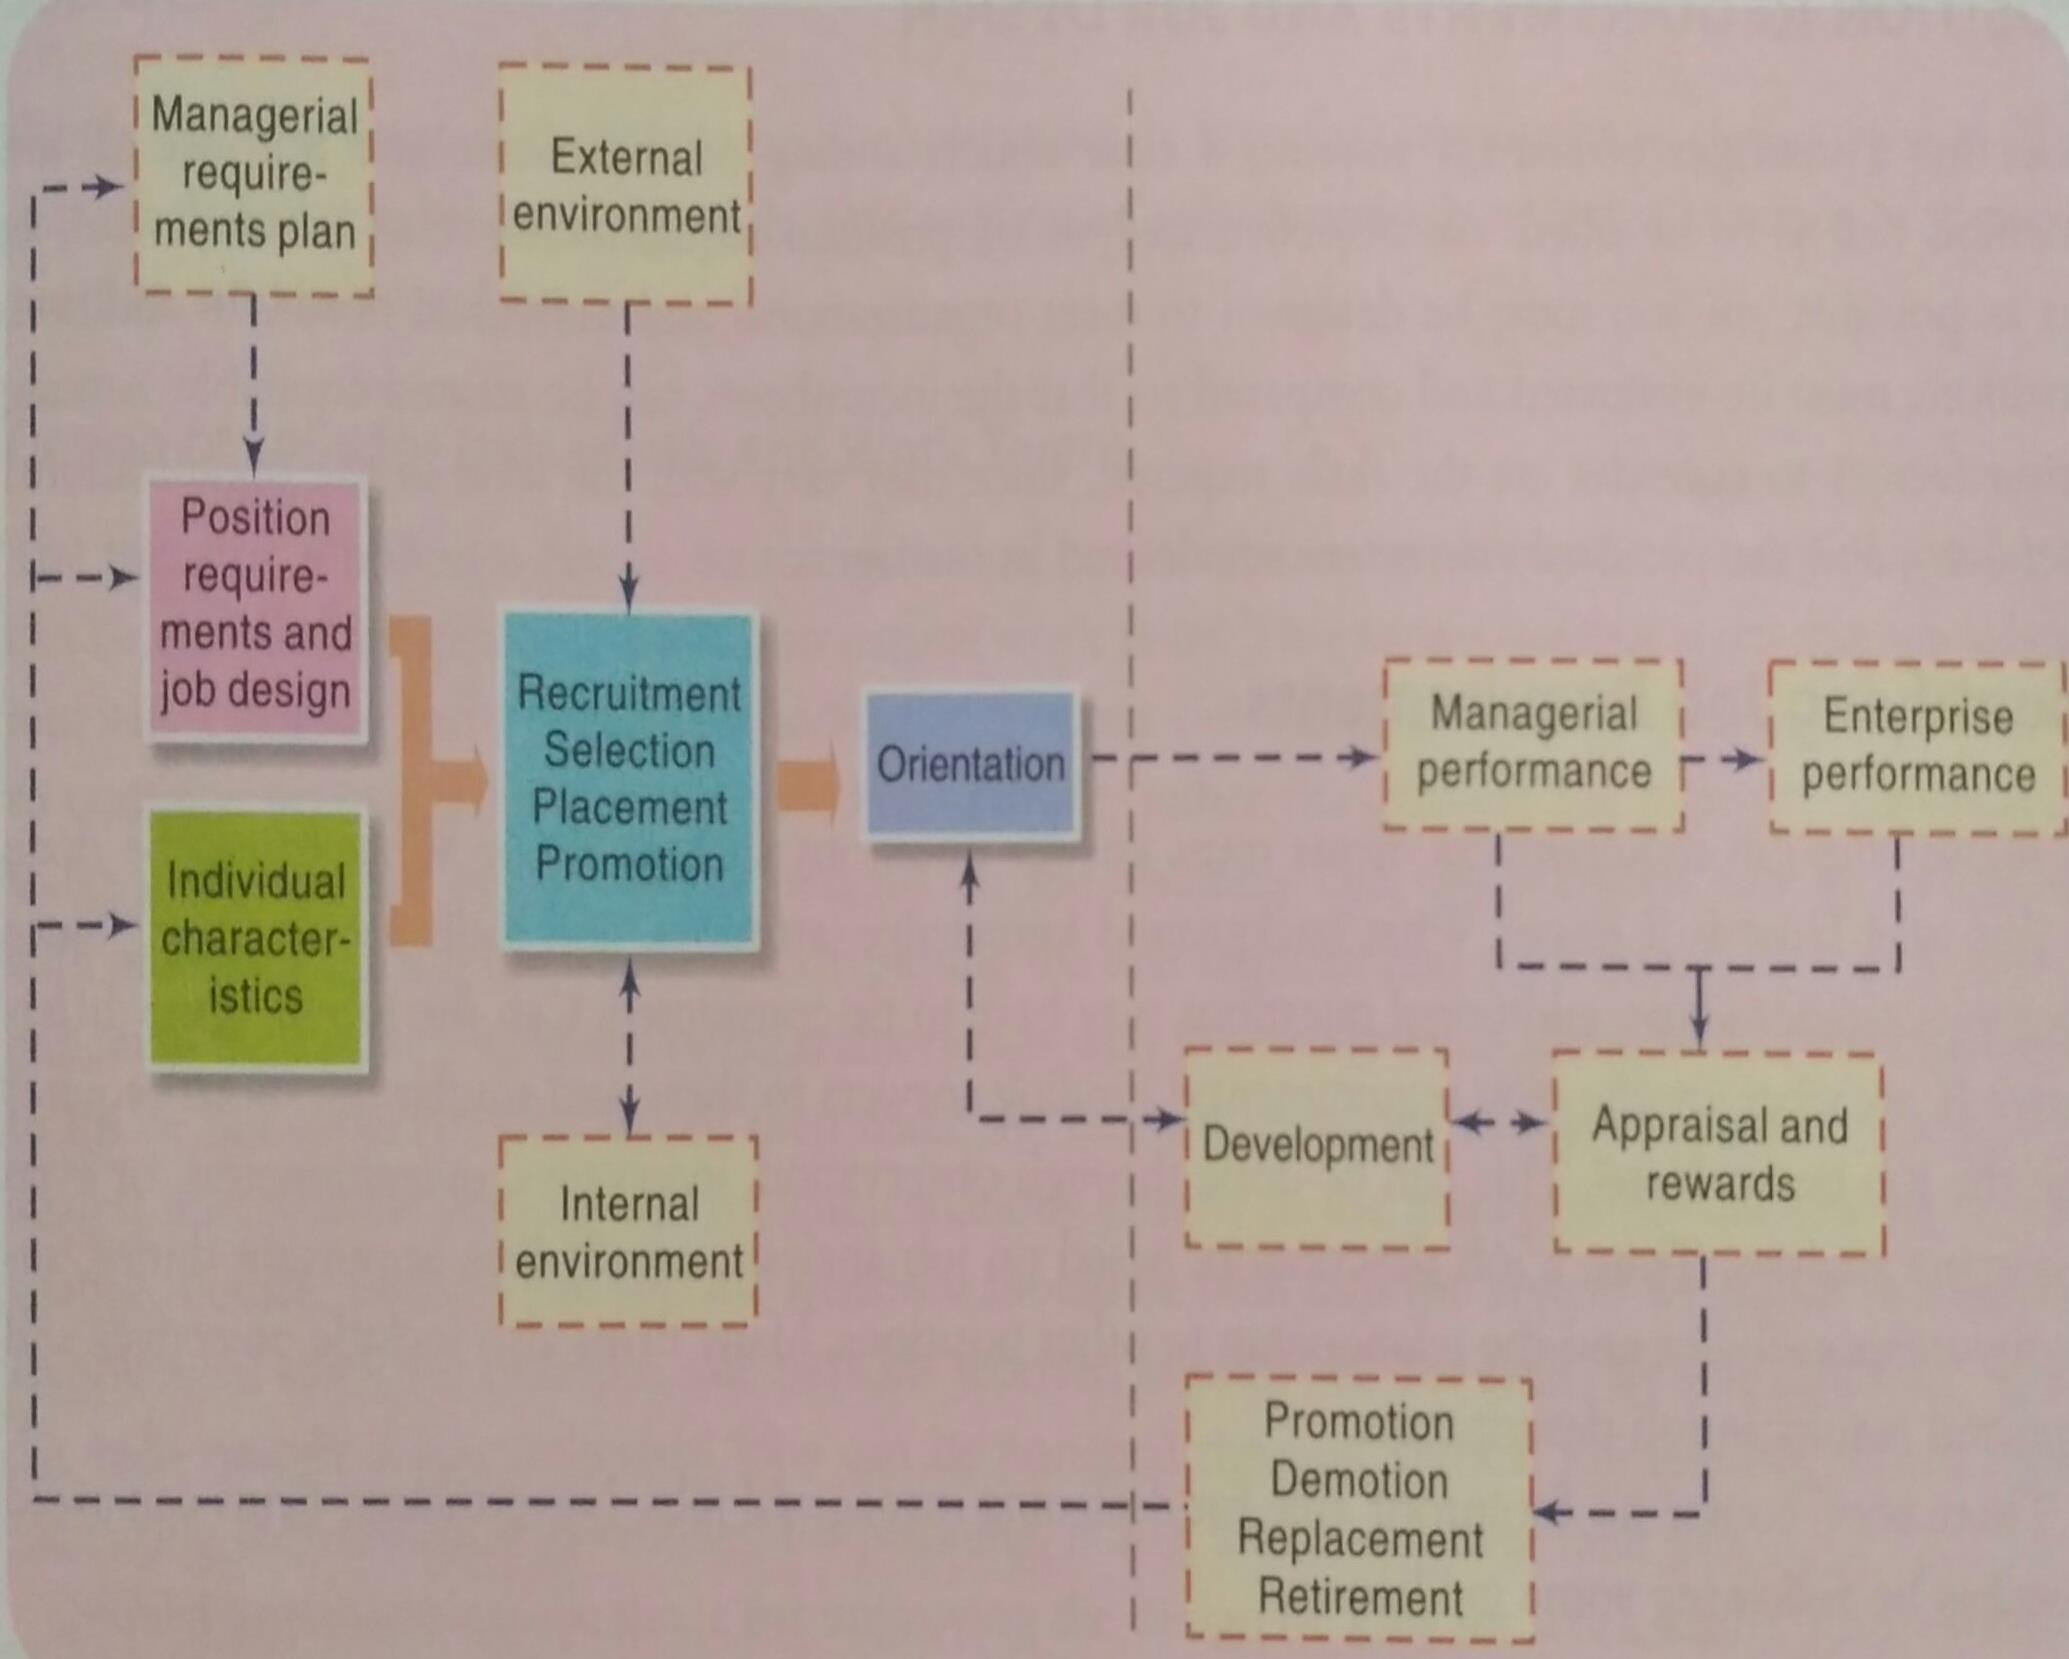 Managerial
require-
ments plan
External
environment
Position
require-
ments and
job design
Recruitment
Selection
Placement
Promotion
Orientation
Managerial
performance
Enterprise
performance
Individual
character-
istics
Internal
environment
Development
Appraisal and
rewards
Promotion
Demotion
Replacement
Retirement